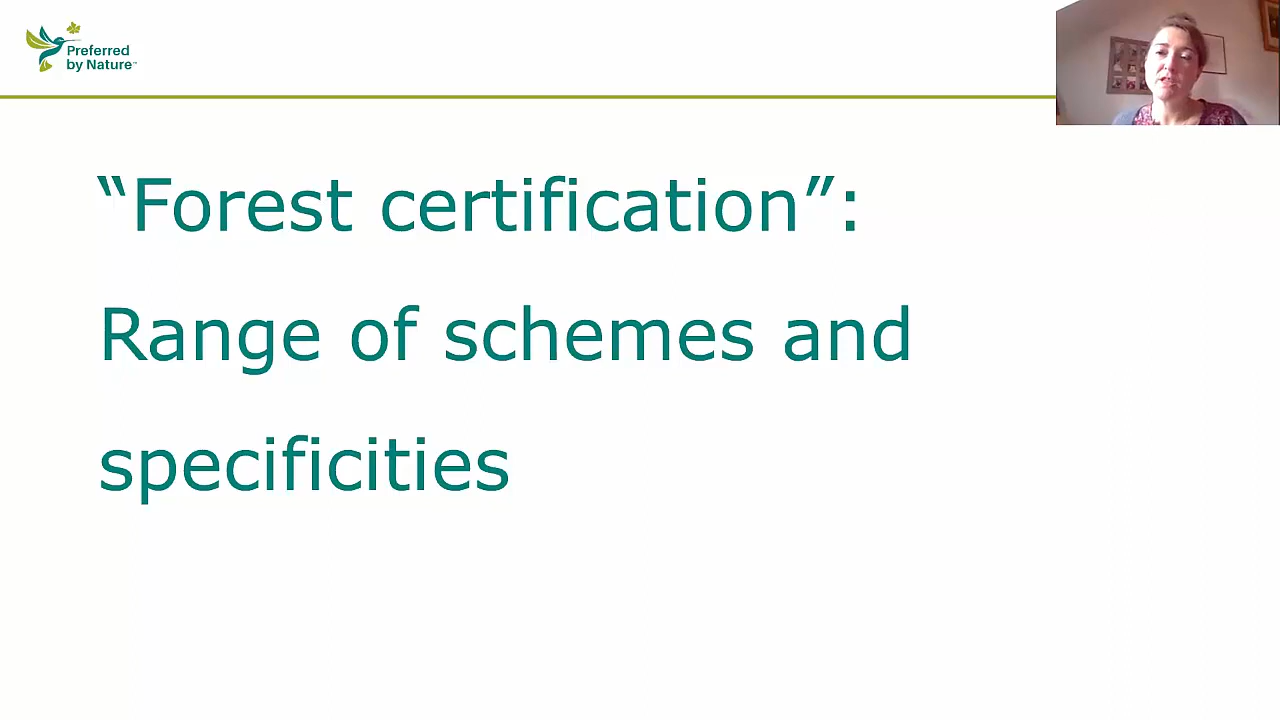 Preferred
by Nature™
“Forest certification”:
Range of schemes and
specificities